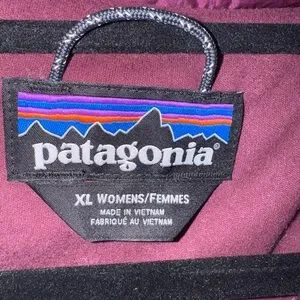 patagonia®
XL WOMENS/FEMMES
MADE IN VIETNAM
FABRIQUÉ AU VIETNAM